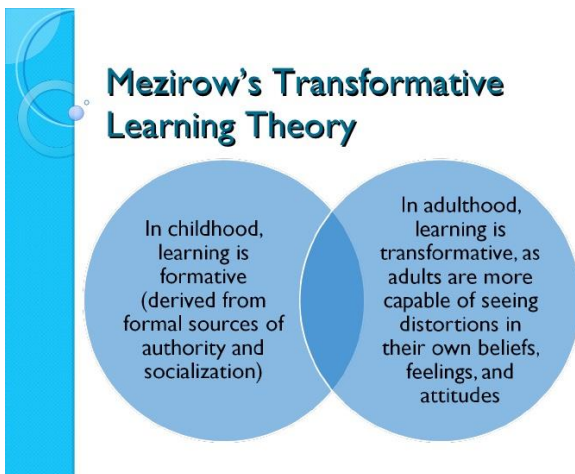 Mezirow's Transformative
Learning Theory
In childhood,
learning is
formative
(derived from
formal sources of
authority and
socialization)
In adulthood,
learning is
transformative, as
adults are more
capable of seeing
distortions in
their own beliefs,
feelings, and
attitudes